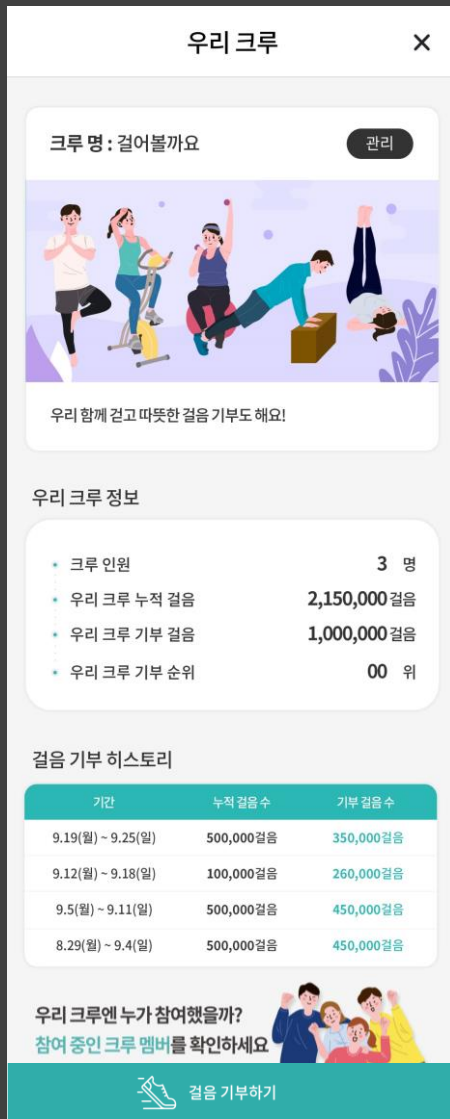 우리 크루
크루 명 : 걸어볼까요
관리
우리 함께 걷고 따뜻한 걸음 기부도 해요!
우리 크루 정보
크루 인원 3 명
우리 크루 누적 걸음 2,150,000 걸음
우리 크루 기부 걸음 1,000,000 걸음
우리 크루 기부 순위 00 위
걸음 기부 히스토리
기간 누적 걸음 수 기부 걸음 수
9.19(월) ~ 9.25(일) 500,000걸음 350,000걸음
9.12(월) ~ 9.18(일) 100,000걸음 260,000걸음
9.5(월) ~ 9.11(일) 500,000걸음 450,000걸음
8.29(월) ~ 9.4(일) 500,000걸음 450,000걸음
우리 크루엔 누가 참여했을까?
참여 중인 크루 멤버를 확인하세요
걸음 기부하기